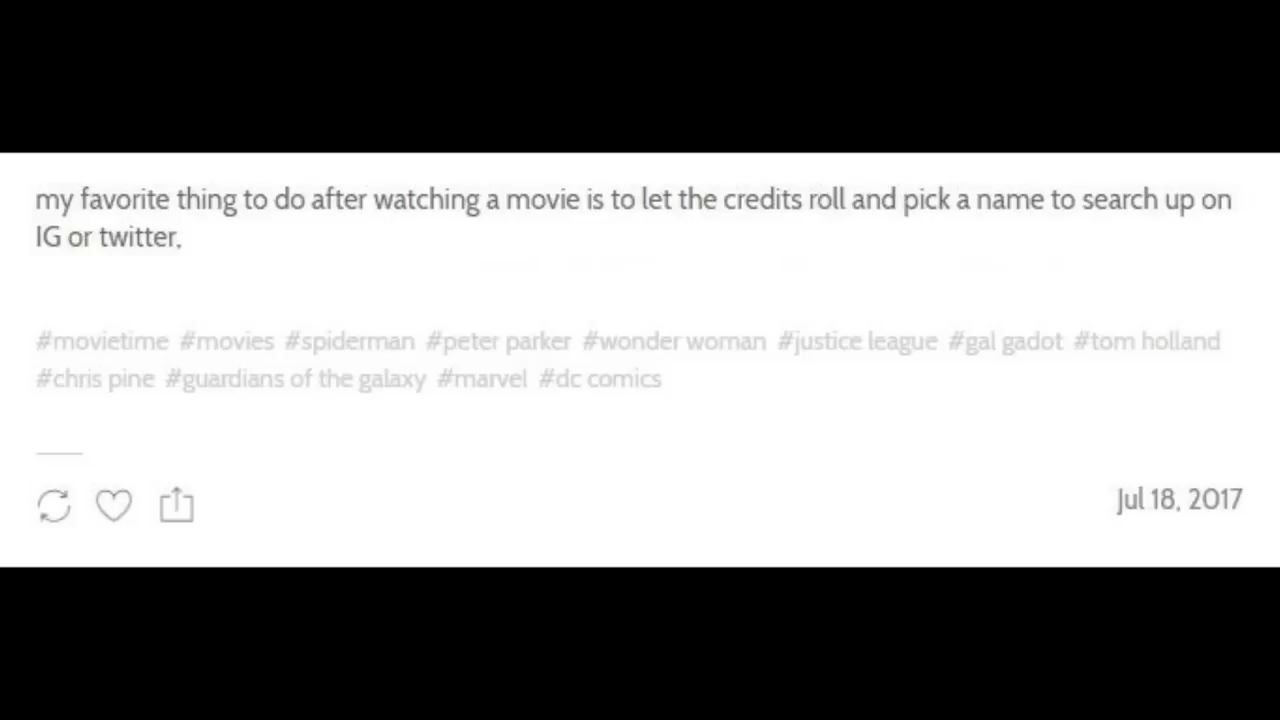 my favorite thing to do after watching a movie is to let the credits roll and pick a name to search up on
IG or twitter,
#movietime #movies #spiderman #peter parker #wonder woman #justice league #gal gadot #tom holland
#chris pine #guardians of the galaxy #marvel #dc comics
Jul 18, 2017